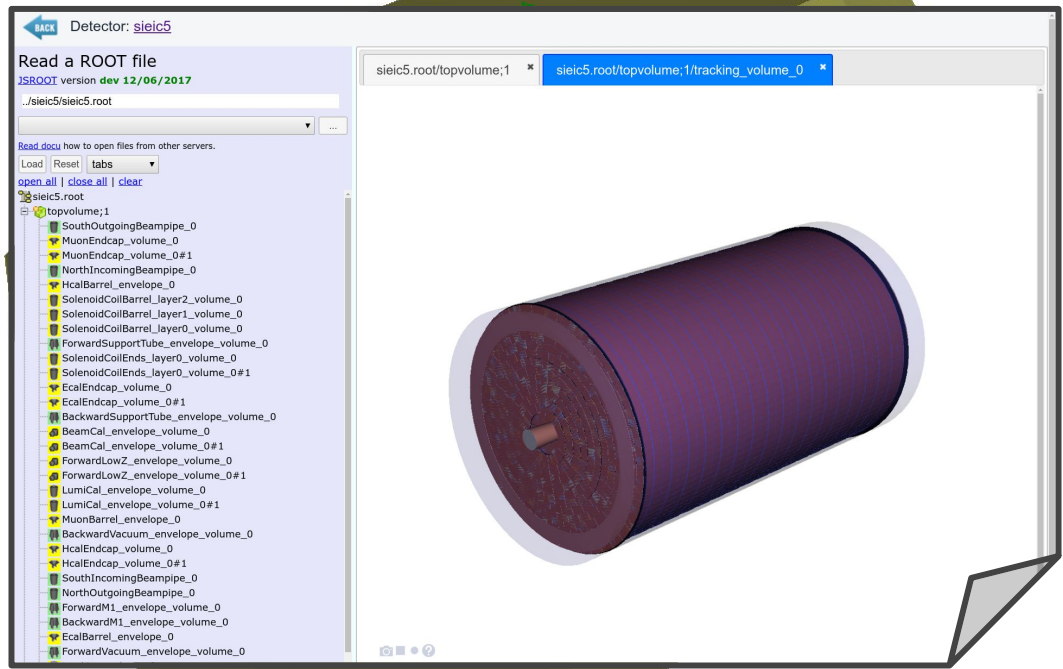 BACK Detector: sieic5
Read a ROOT file
JSROOT version dev 12/06/2017
../sieic5/sieic5.root
...
Read docu how to open files from other servers.
Load Reset tabs
open all | close all | clear
sieic5.root
topvolume;1
SouthOutgoingBeampipe_0
MuonEndcap_volume_0
MuonEndcap_volume_0#1
NorthIncomingBeampipe_0
HcalBarrel_envelope_0
SolenoidCoilBarrel_layer2_volume_0
SolenoidCoilBarrel_layer1_volume_0
SolenoidCoilBarrel_layer0_volume_0
ForwardSupportTube_envelope_volume_0
SolenoidCoilEnds_layer0_volume_0
SolenoidCoilEnds_layer0_volume_0#1
EcalEndcap_volume_0
EcalEndcap_volume_0#1
BackwardSupportTube_envelope_volume_0
BeamCal_envelope_volume_0
BeamCal_envelope_volume_0#1
ForwardLowZ_envelope_volume_0
ForwardLowZ_envelope_volume_0#1
LumiCal_envelope_volume_0
LumiCal_envelope_volume_0#1
MuonBarrel_envelope_0
BackwardVacuum_envelope_volume_0
HcalEndcap_volume_0
HcalEndcap_volume_0#1
SouthIncomingBeampipe_0
NorthOutgoingBeampipe_0
ForwardM1_envelope_volume_0
BackwardM1_envelope_volume_0
EcalBarrel_envelope_0
ForwardVacuum_envelope_volume_0
sieic5.root/topvolume;1
sieic5.root/topvolume;1/tracking_volume_0
?